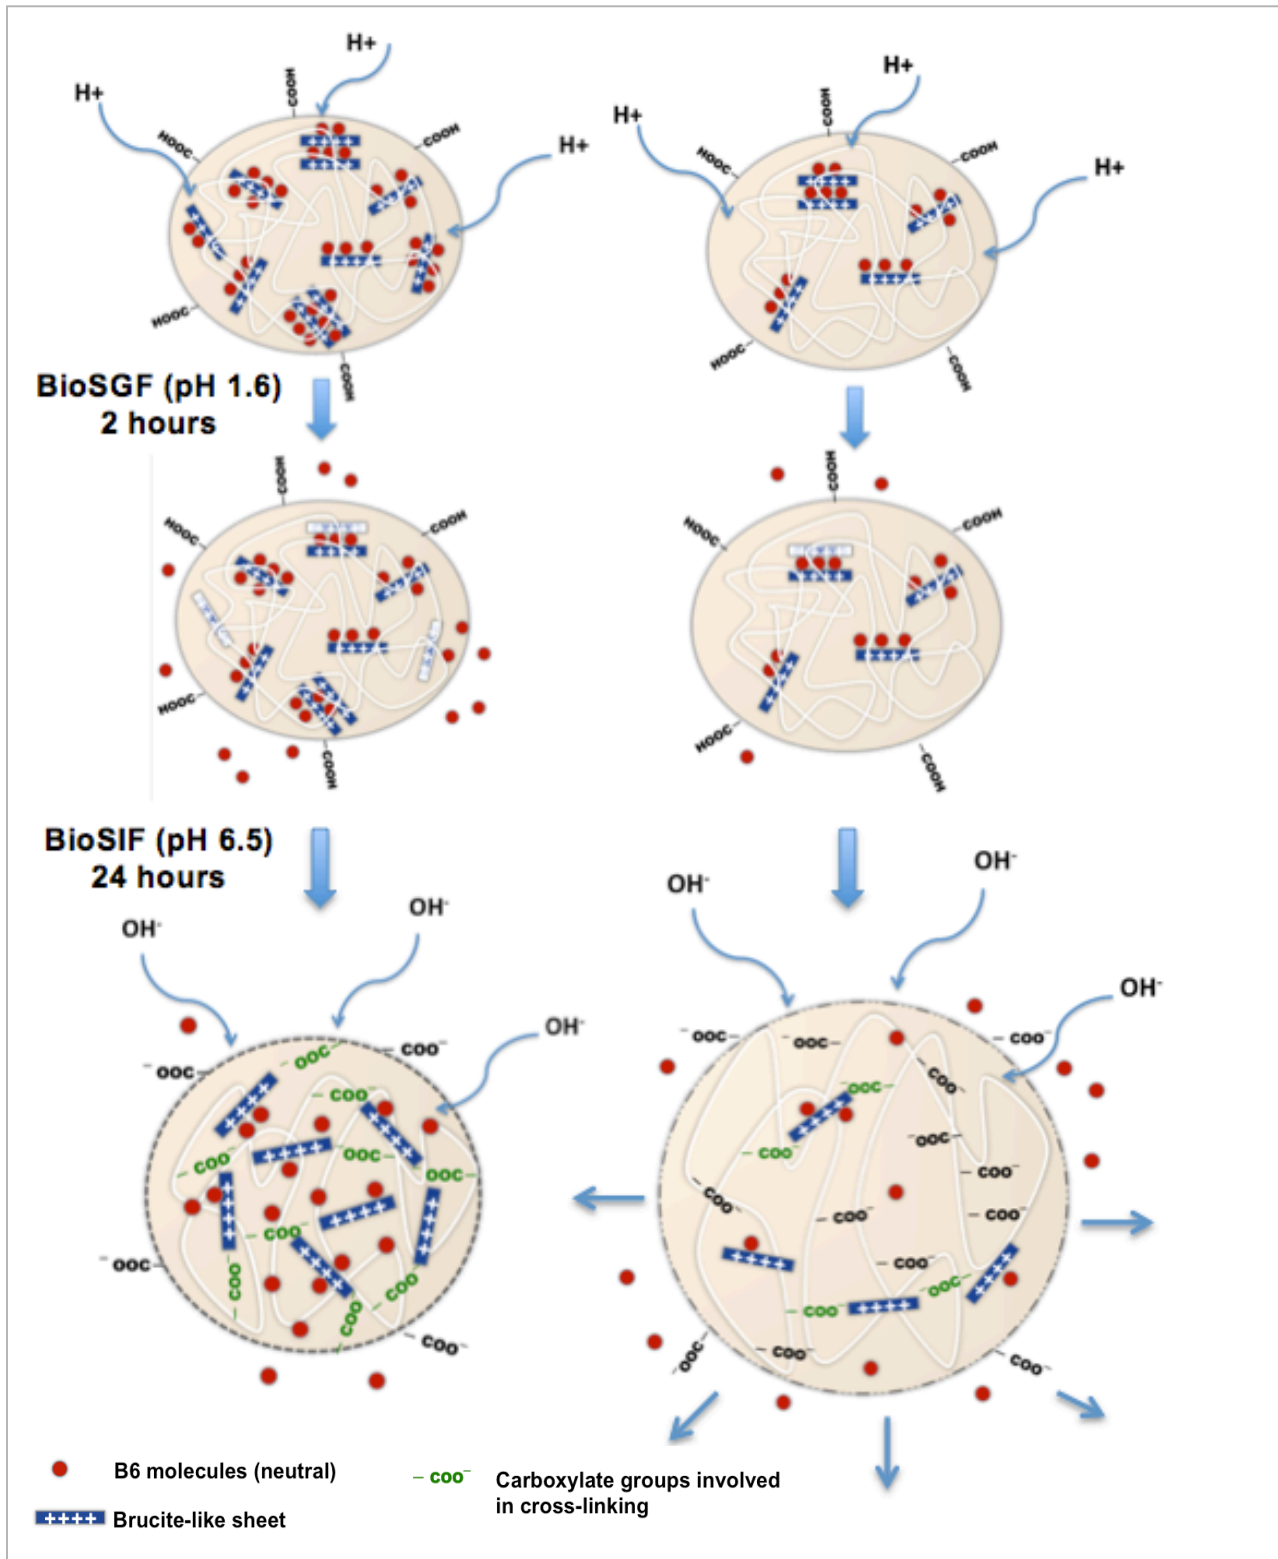 H+
H+
H+
HOOC
COOH
COOH
HOOC
COOH
H+
H+
H+
HOOC
COOH
COOH
HOOC
COOH
BioSGF (pH 1.6)
2 hours
HOOC
COOH
COOH
HOOC
COOH
HOOC
COOH
COOH
HOOC
COOH
BioSIF (pH 6.5)
24 hours
OH-
OH-
OH-
-OOC
- OOC
COO-
- COO-
- COO
OOC-
OOC-
- COO-
-OOC
- COO
- COO
COO
- COO-
OH-
OH-
OH-
-OOC
-OOC-
- COO-
-OOC-
COO-
- COO
-OOC
- COO-
- COO
- COO-
- COO-
- COO-
- COO-
-OOC-
- COO-
-OOC
- COO-
B6 molecules (neutral)
++++ Brucite-like sheet
- COO- Carboxylate groups involved
in cross-linking